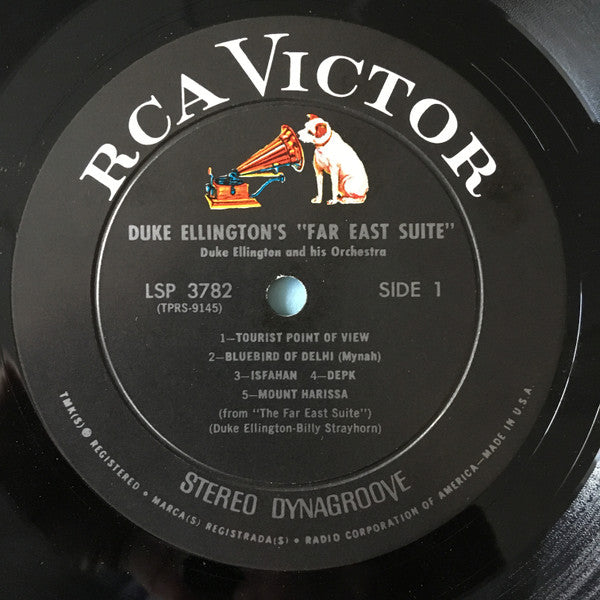 RCA VICTOR
DUKE ELLINGTON'S "FAR EAST SUITE"
Duke Ellington and his Orchestra
LSP 3782
(TPRS-9145)
SIDE 1
1—TOURIST POINT OF VIEW
2—BLUEBIRD OF DELHI (Mynah)
3—ISFAHAN 4—DEPK
5—MOUNT HARISSA
(from "The Far East Suite")
(Duke Ellington-Billy Strayhorn)
STEREO DYNAGROOVE
TMK(S) ® REGISTERED • MARCA(S) REGISTRADA(S) • RADIO CORPORATION OF AMERICA—MADE IN U.S.A.